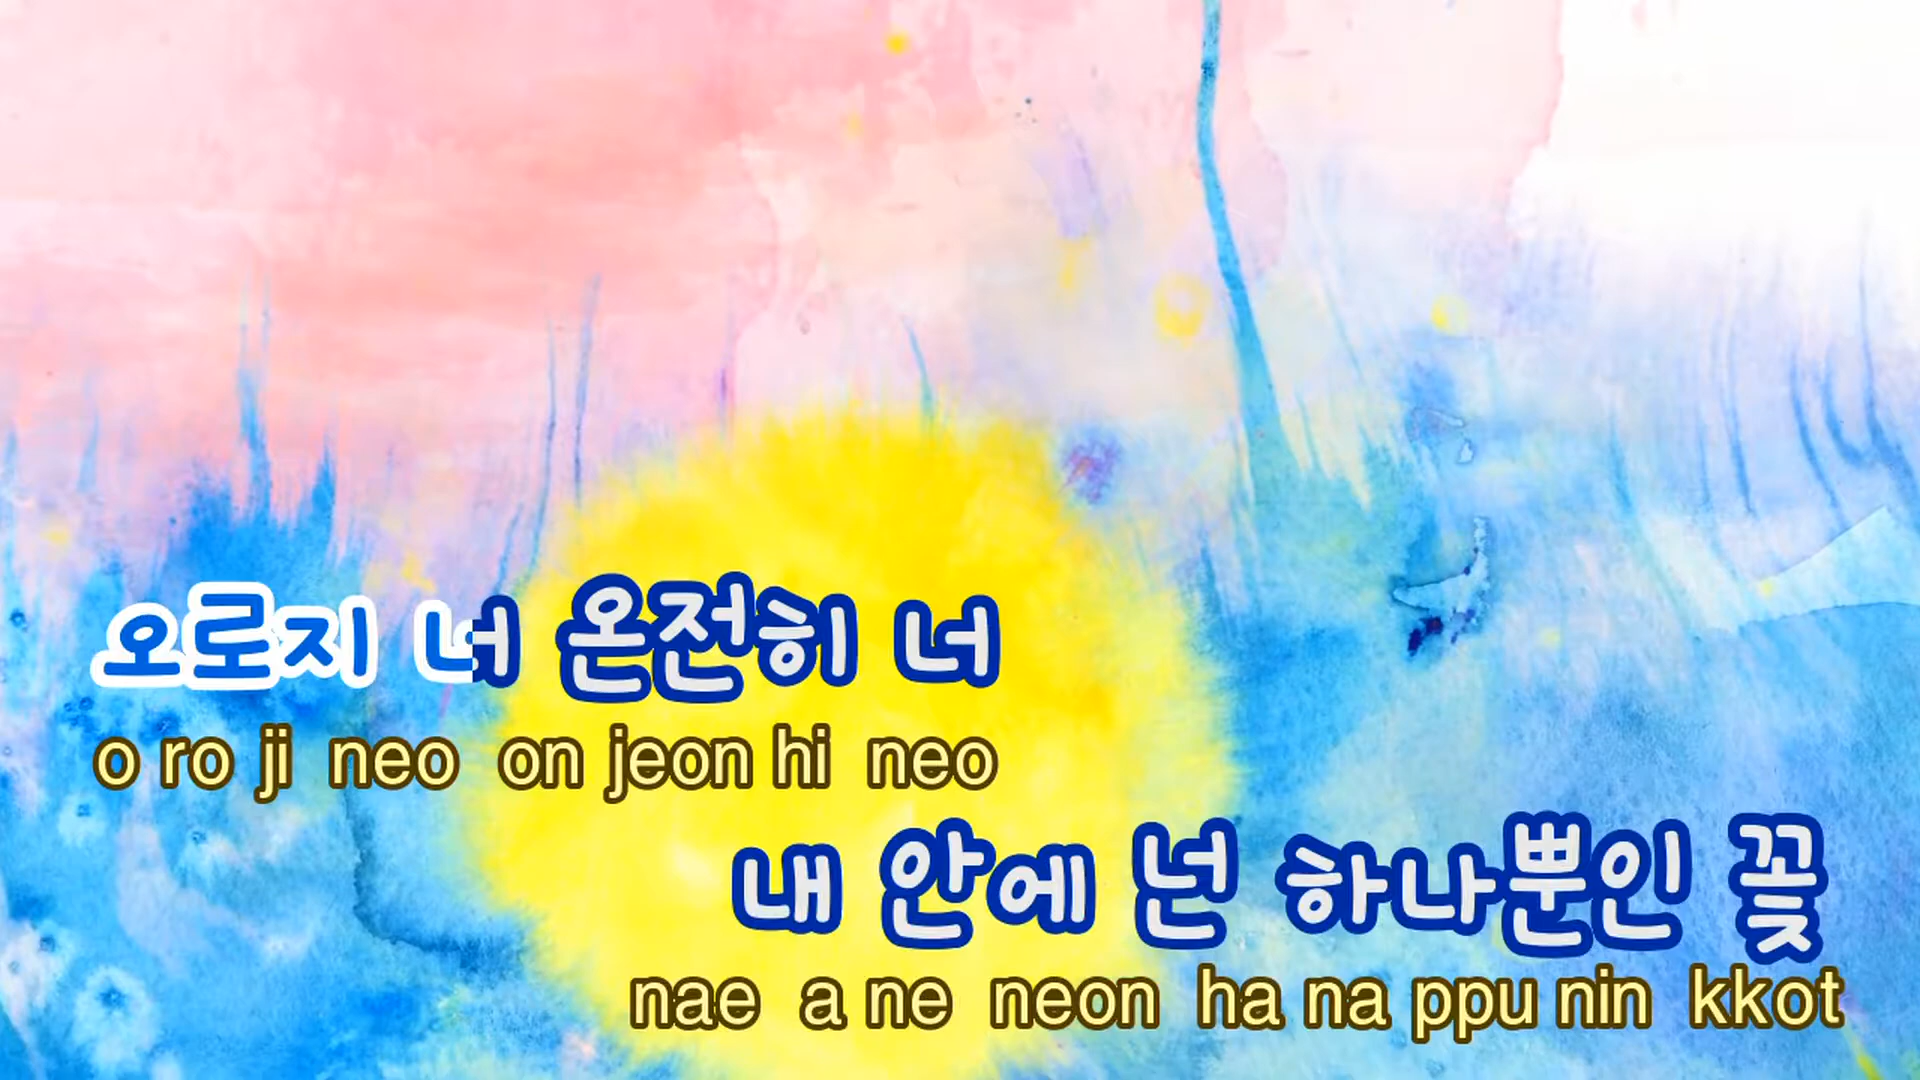 오로지 너 온전히 너
o ro ji neo on jeon hi neo
내 안에 넌 하나뿐인 꽃
nae a ne neon ha na ppu nin kkot